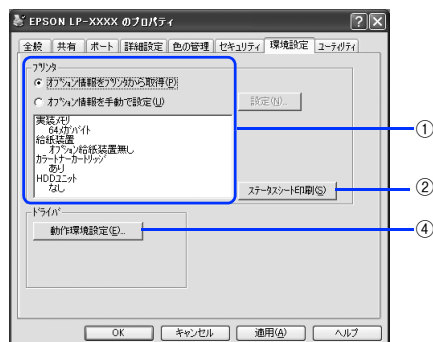 EPSON LP-XXXX のプロパティ
全般 共有 ポート 詳細設定 色の管理 セキュリティ 環境設定 ユーティリティ
プリンタ
オプション情報をプリンタから取得(P)
オプション情報を手動で設定(U)
設定(N)...
実装メモリ
64メガバイト
給紙装置
オプション給紙装置無し
カラートナーカートリッジ
あり
HDDユニット
なし
ステータスシート印刷(S)
ドライバ
動作環境設定(E)...
OK キャンセル 適用(A) ヘルプ
①
②
④